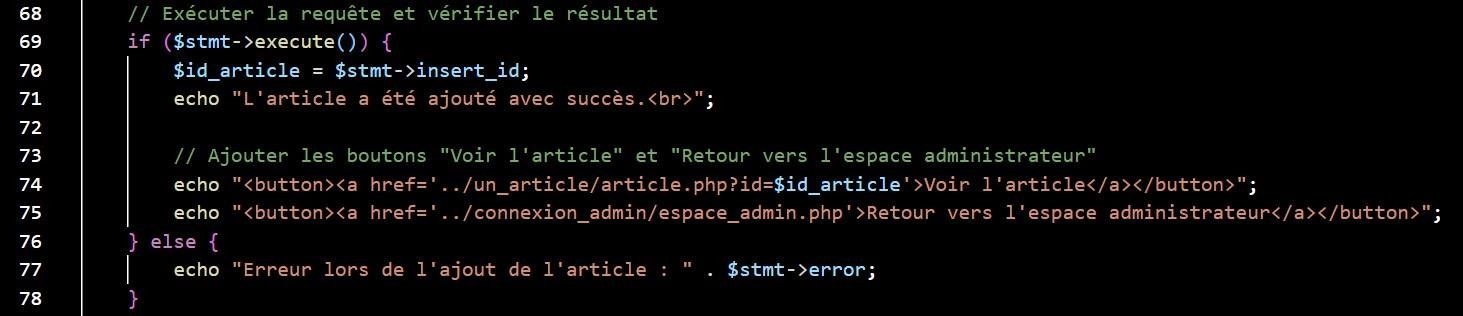 68 // Exécuter la requête et vérifier le résultat
69 if ($stmt->execute()) {
70 $id_article = $stmt->insert_id;
71 echo "L'article a été ajouté avec succès.<br>";
72
73 // Ajouter les boutons "Voir l'article" et "Retour vers l'espace administrateur"
74 echo "<button><a href='../un_article/article.php?id=$id_article'>Voir l'article</a></button>";
75 echo "<button><a href='../connexion_admin/espace_admin.php'>Retour vers l'espace administrateur</a></button>";
76 } else {
77 echo "Erreur lors de l'ajout de l'article : " . $stmt->error;
78 }